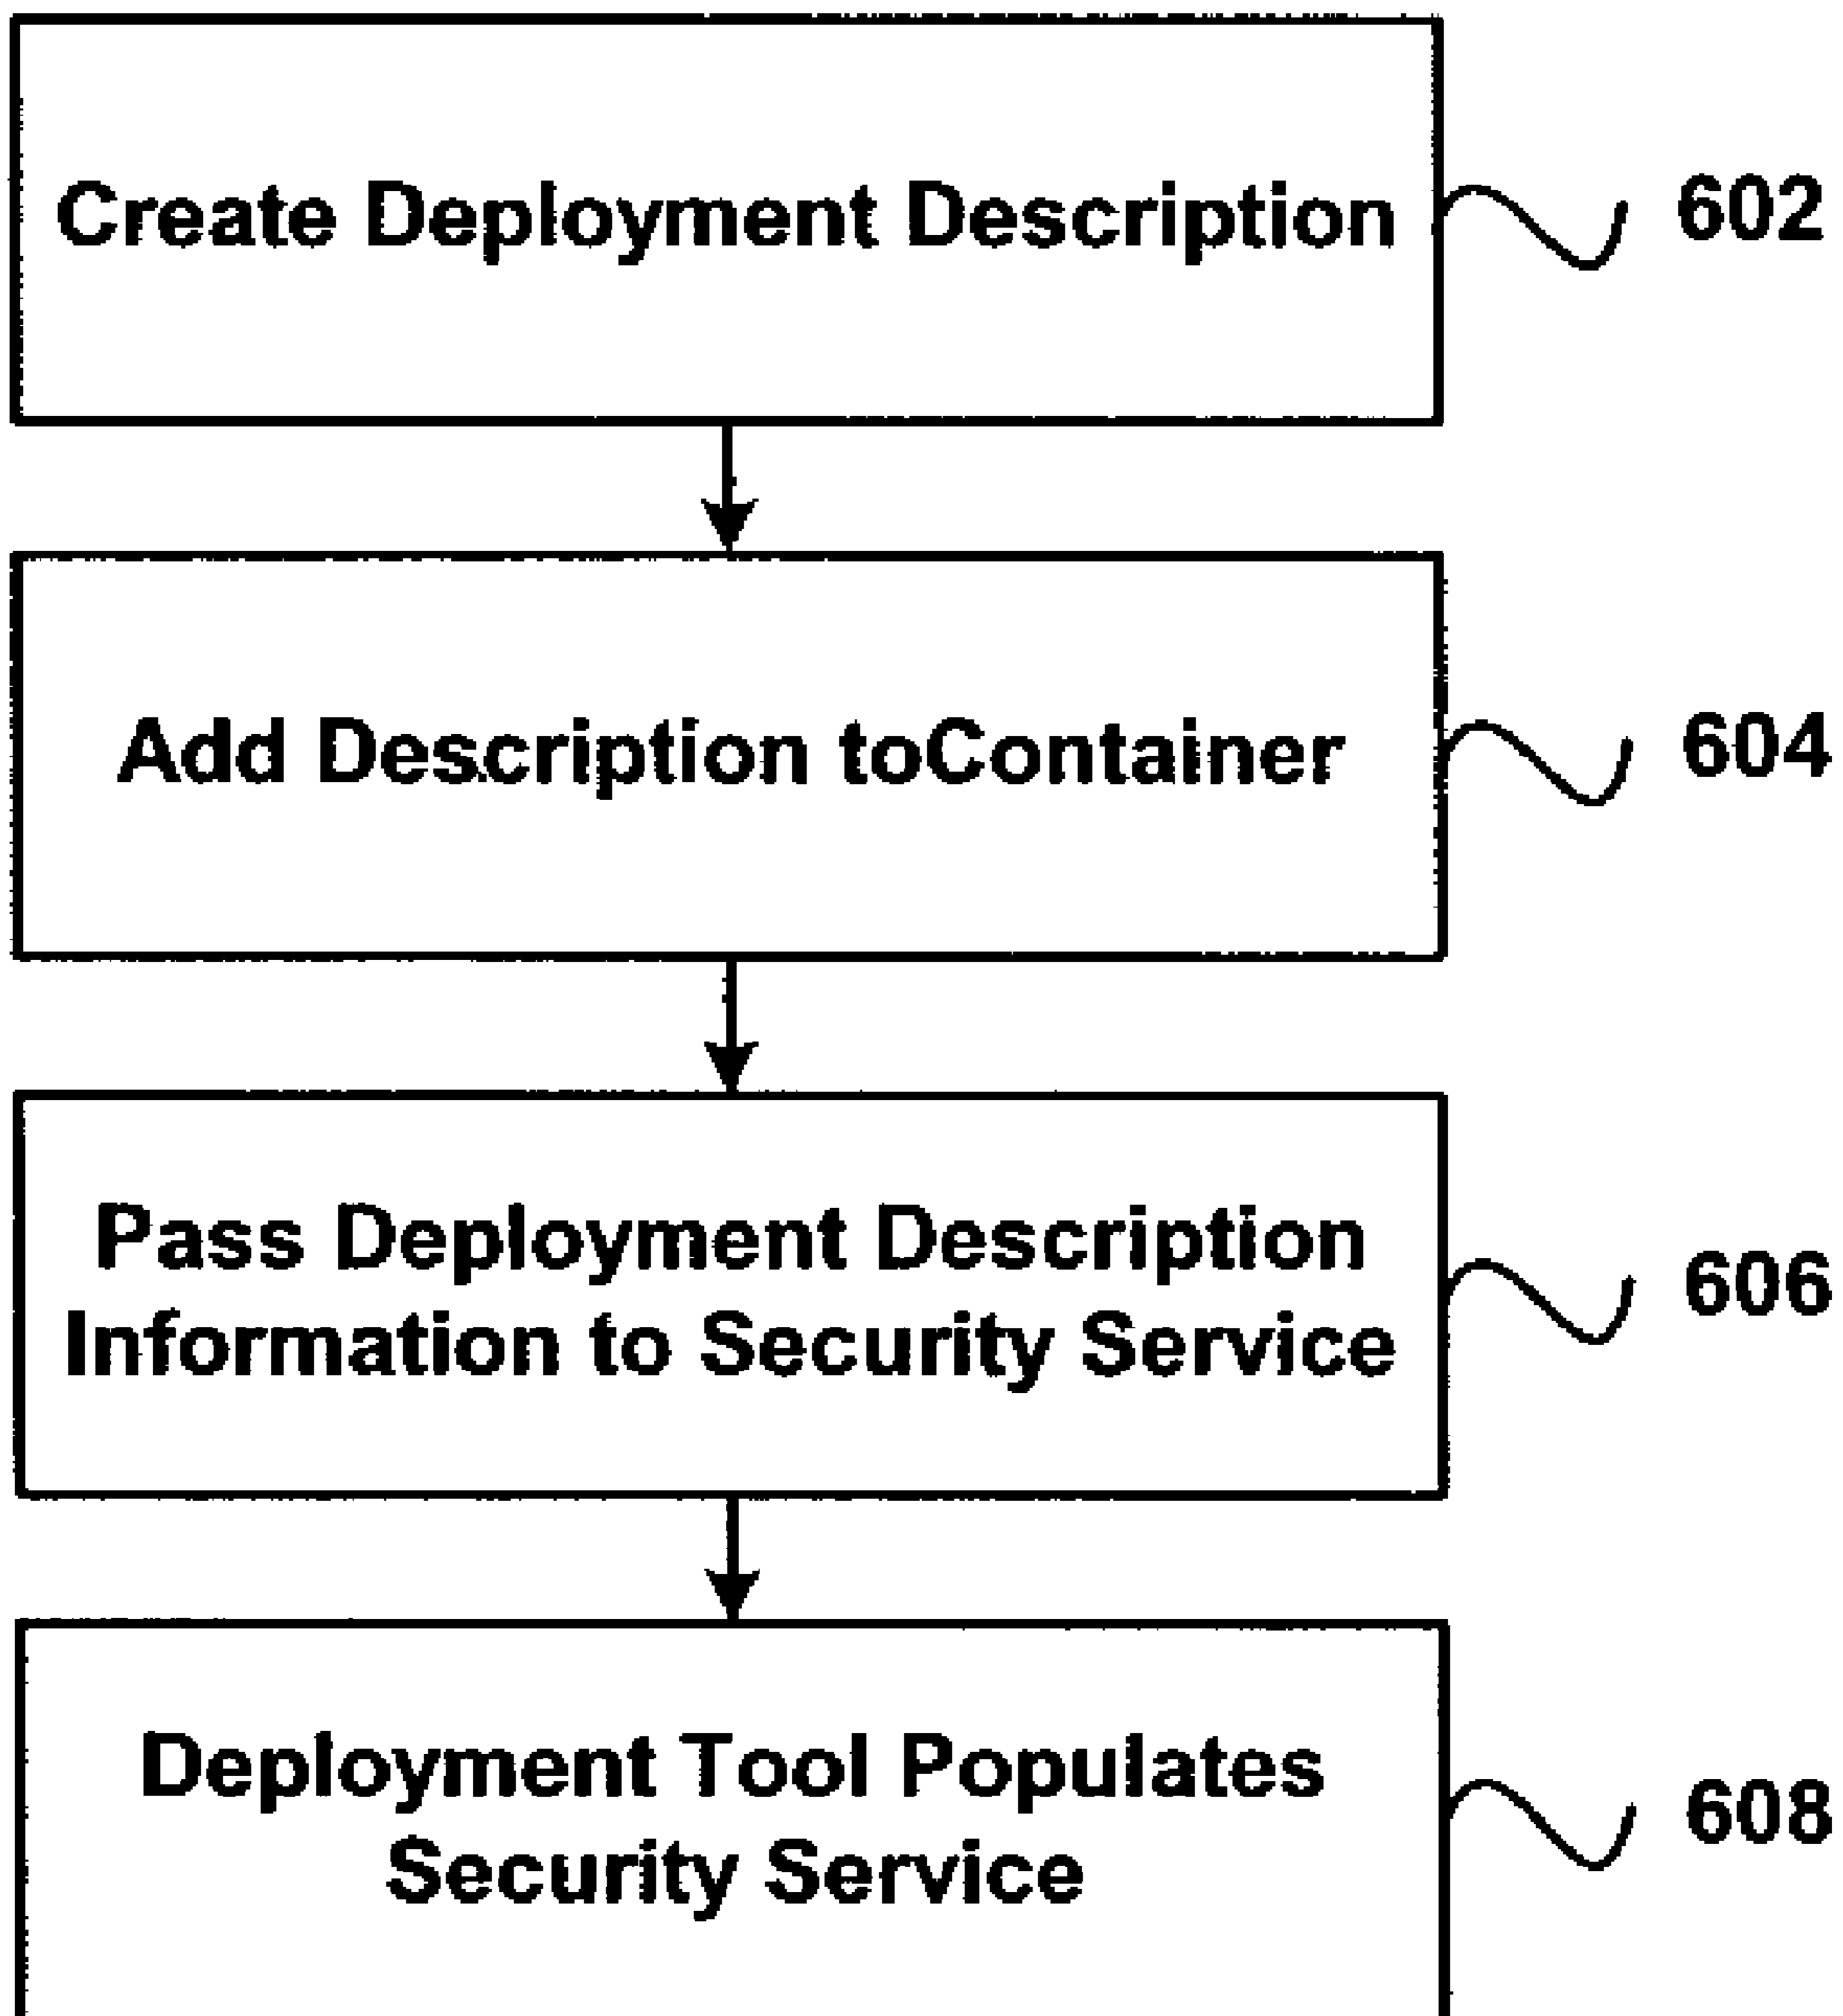 Create Deployment Description
602
Add Description toContainer
604
Pass Deployment Description
Information to Security Service
606
Deployment Tool Populates
Security Service
608